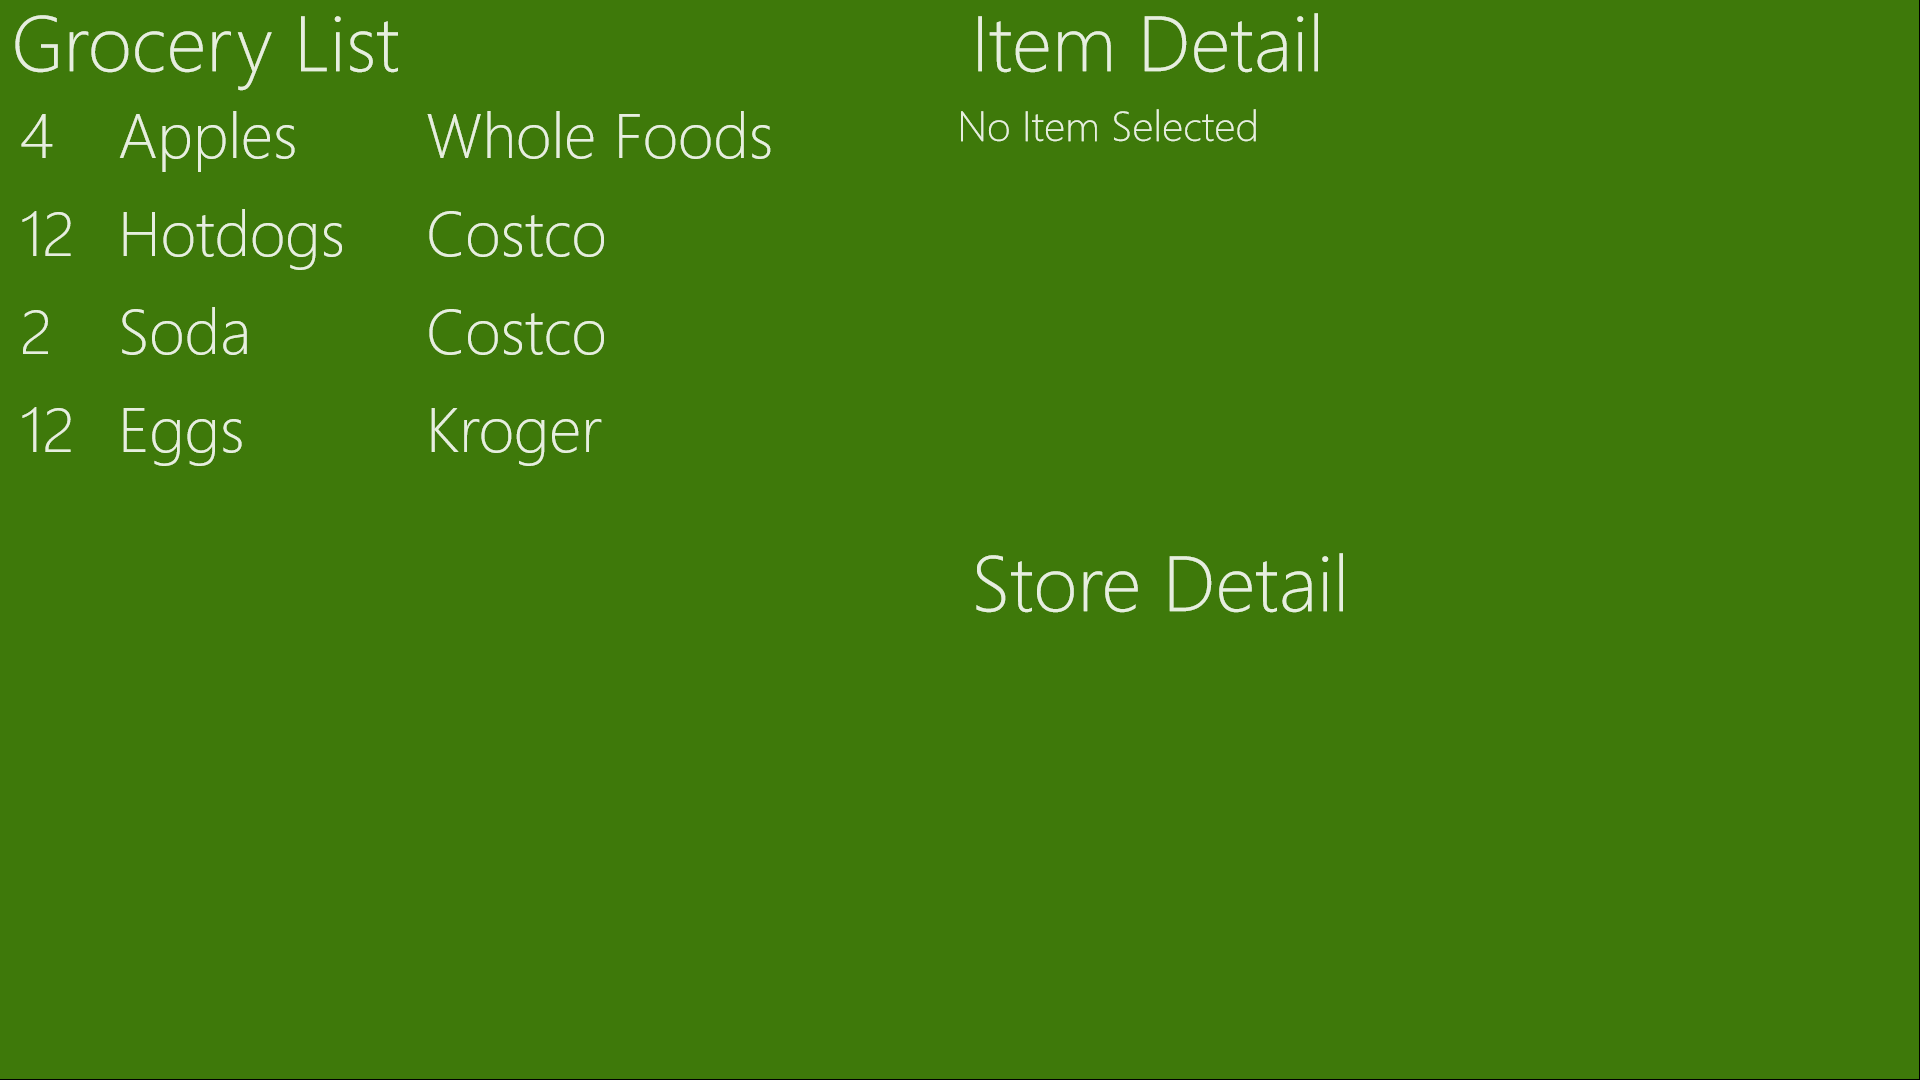 Grocery List
4 Apples Whole Foods
12 Hotdogs Costco
2 Soda Costco
12 Eggs Kroger
Item Detail
No Item Selected
Store Detail